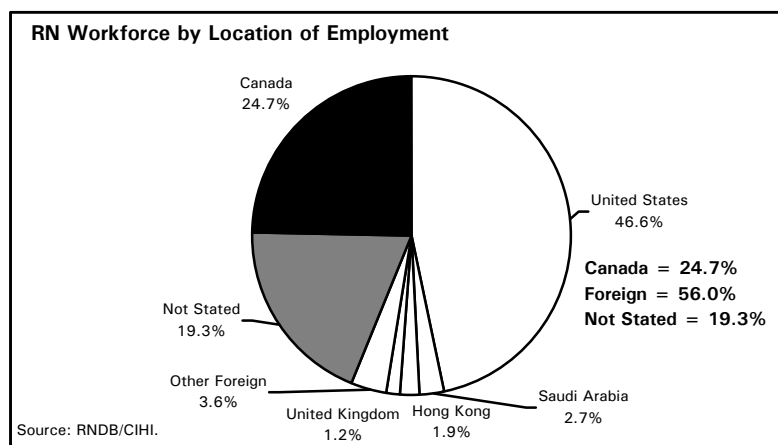 RN Workforce by Location of Employment
Canada
24.7%
United States
46.6%
Canada = 24.7%
Foreign = 56.0%
Not Stated = 19.3%
Not Stated
19.3%
Other Foreign
3.6%
United Kingdom
1.2%
Hong Kong
1.9%
Saudi Arabia
2.7%
Source: RNDB/CIHI.